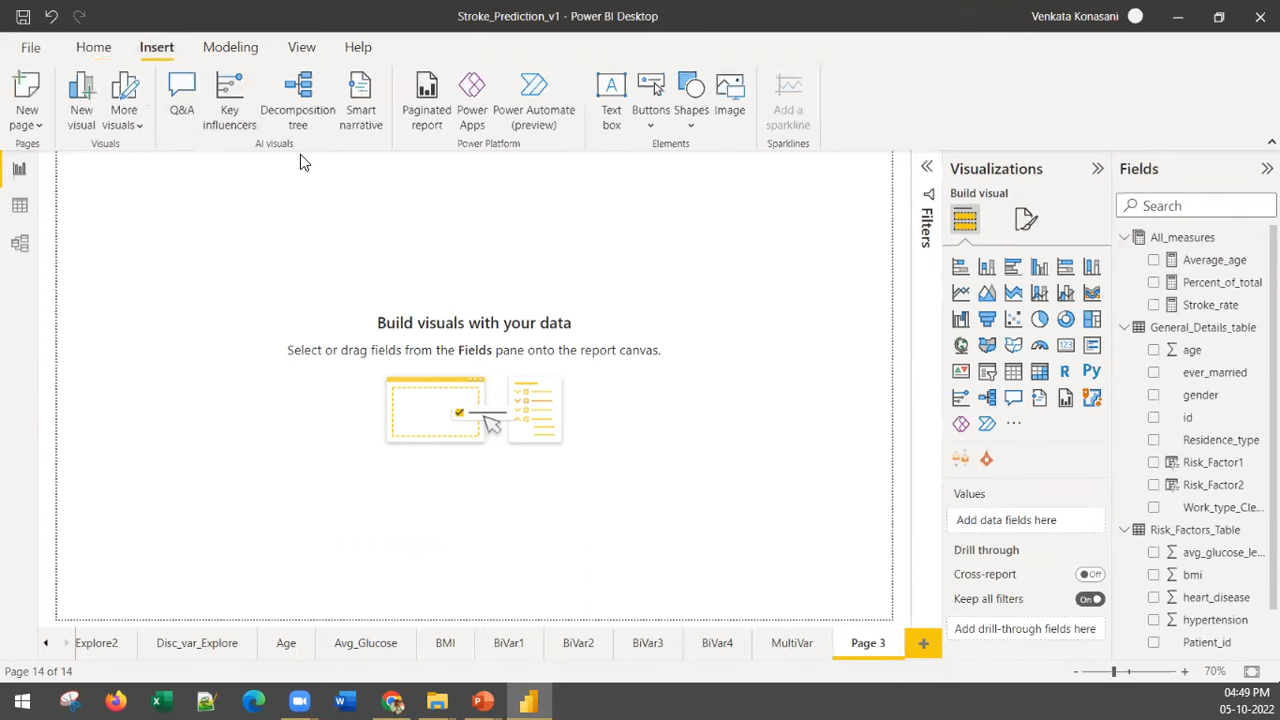 Stroke_Prediction_v1 - Power BI Desktop
Venkata Konasani
File
Home
Insert
Modeling
View
Help
New page
New visual
More visuals
Q&A
Key influencers
Decomposition tree
Smart narrative
Paginated report
Power Apps
Power Automate (preview)
Text box
Buttons
Shapes
Image
Add a sparkline
Pages
Visuals
AI visuals
Power Platform
Elements
Sparklines
Build visuals with your data
Select or drag fields from the Fields pane onto the report canvas.
Filters
Visualizations
Build visual
R
Py
123
Values
Add data fields here
Drill through
Cross-report
Off
Keep all filters
On
Add drill-through fields here
Fields
Search
All_measures
Average_age
Percent_of_total
Stroke_rate
General_Details_table
age
ever_married
gender
id
Residence_type
Risk_Factor1
Risk_Factor2
Work_type_Cle...
Risk_Factors_Table
avg_glucose_le...
bmi
heart_disease
hypertension
Patient_id
Explore2
Disc_var_Explore
Age
Avg_Glucose
BMI
BiVar1
BiVar2
BiVar3
BiVar4
MultiVar
Page 3
Page 14 of 14
70%
04:49 PM
05-10-2022